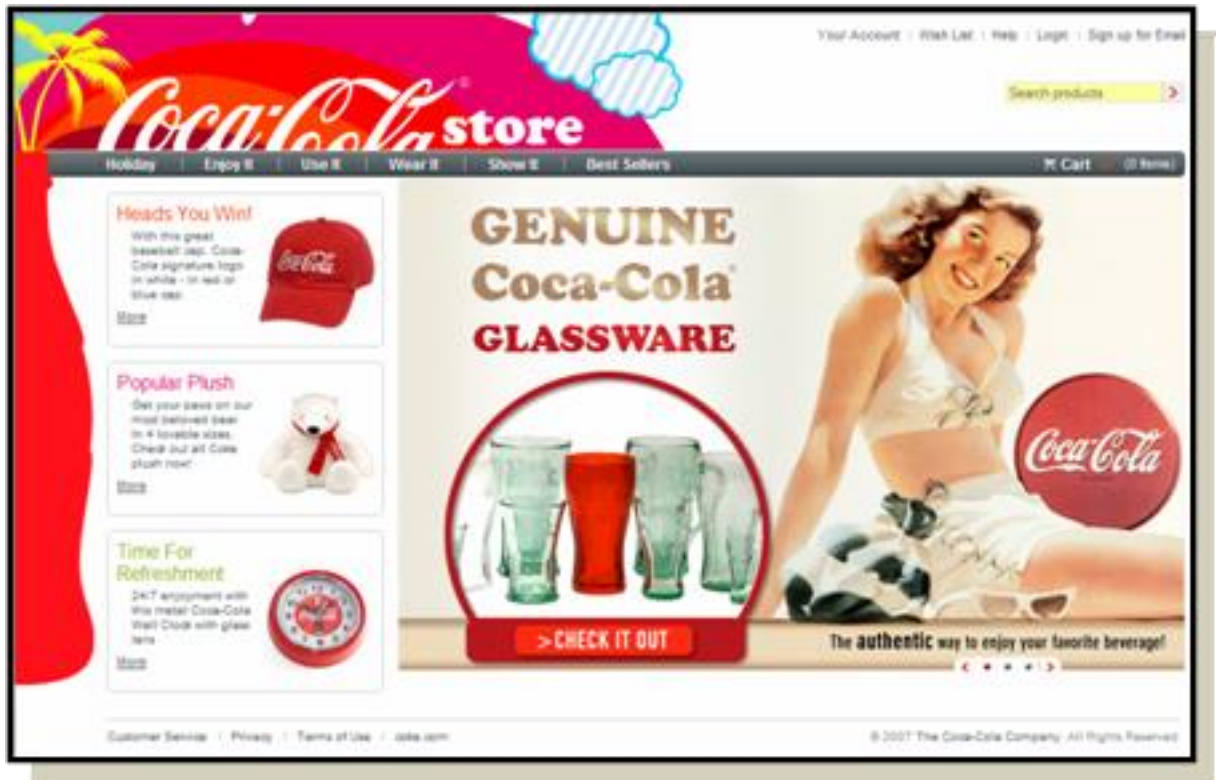 Your Account | Wish List | Help | Login | Sign up for Email
Search products
Coca-Cola® store
Holiday | Enjoy It | Use It | Wear It | Show It | Best Sellers
Cart (0 Items)
Heads You Win!
With this great
baseball cap. Coca-
Cola signature logo
in white - in red or
blue cap.
More
Coca-Cola
Popular Plush
Get your paws on our
most beloved bear
in 4 lovable sizes.
Check out all Coke
plush now!
More
Time For
Refreshment
24/7 enjoyment with
this metal Coca-Cola
Wall Clock with glass
lens
More
GENUINE
Coca-Cola®
GLASSWARE
>CHECK IT OUT
Coca-Cola
The authentic way to enjoy your favorite beverage!
Customer Service | Privacy | Terms of Use | coke.com
© 2007 The Coca-Cola Company. All Rights Reserved